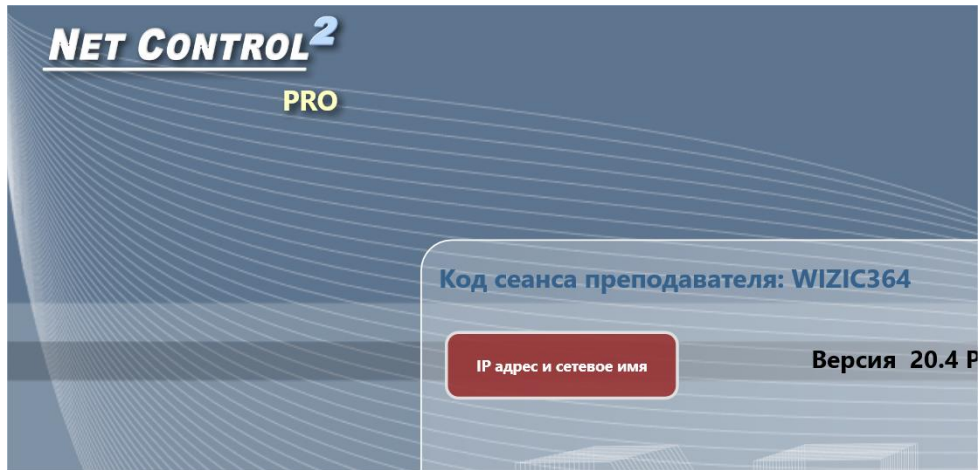 NET CONTROL²
PRO
Код сеанса преподавателя: WIZIC364
IP адрес и сетевое имя
Версия 20.4 P